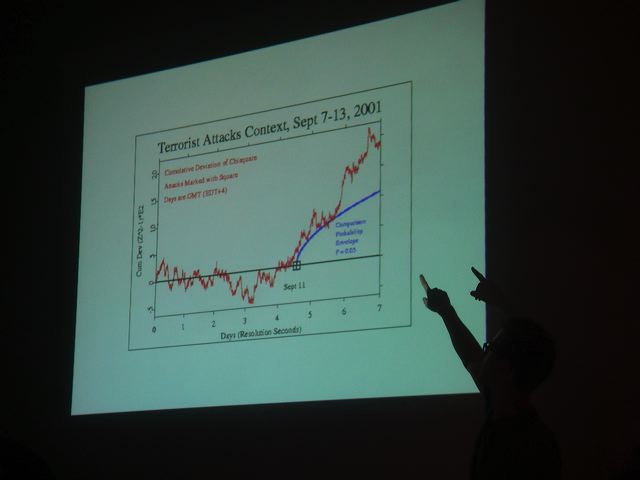 Terrorist Attacks Context, Sept 7-13, 2001
Cumulative Deviation of Chisquare
Attacks Marked with Square
Days are GMT (EDT+4)
Cum Dev (Z^2-1)*E2
20
15
10
5
0
-5
Comparison
Probability
Envelope
P = 0.05
Sept 11
0 1 2 3 4 5 6 7
Days (Resolution Seconds)